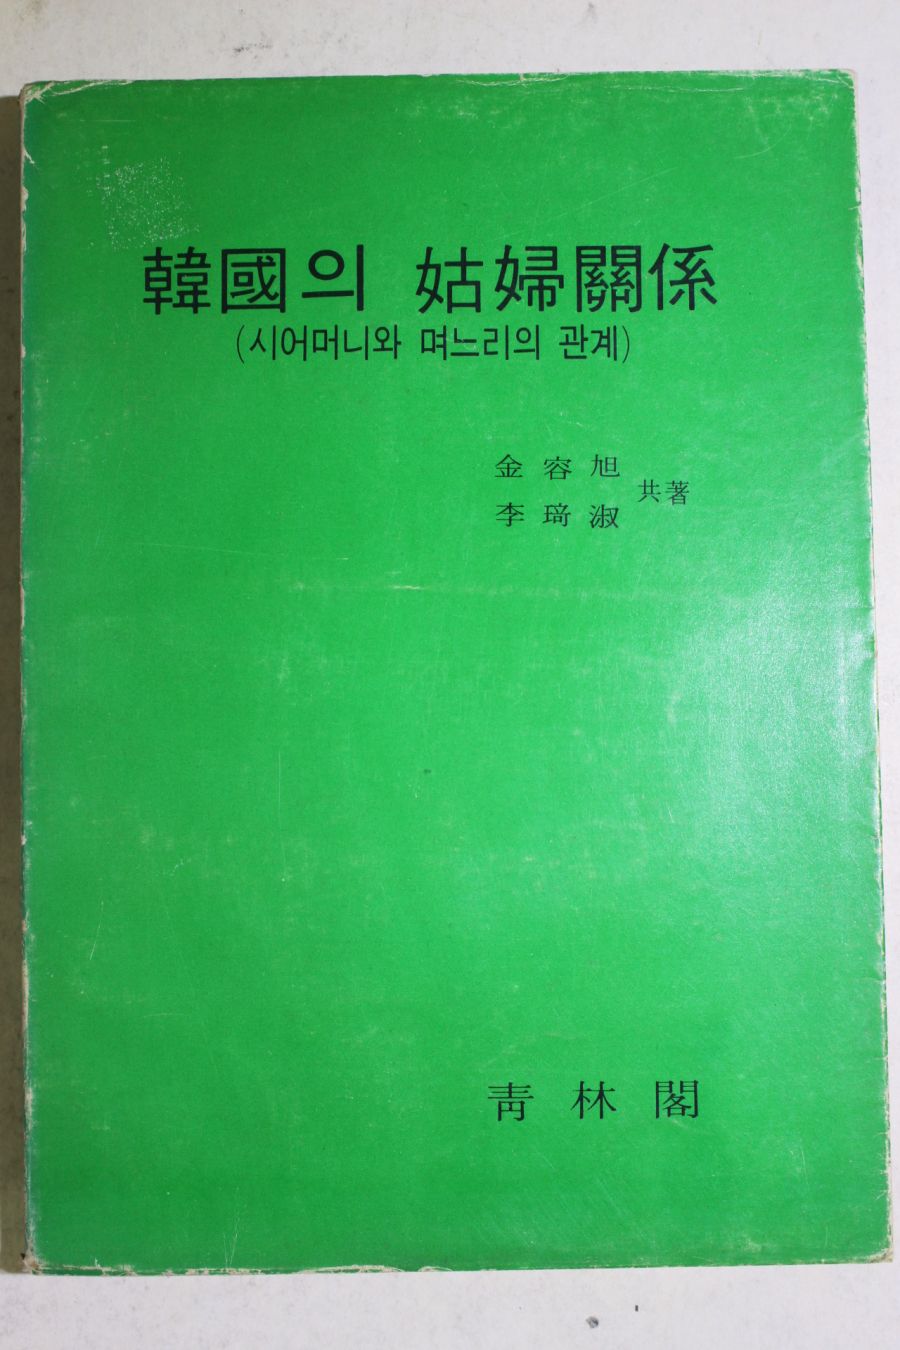 韓國의 姑婦關係
(시어머니와 며느리의 관계)
金容旭
李琦淑
共著
靑林閣